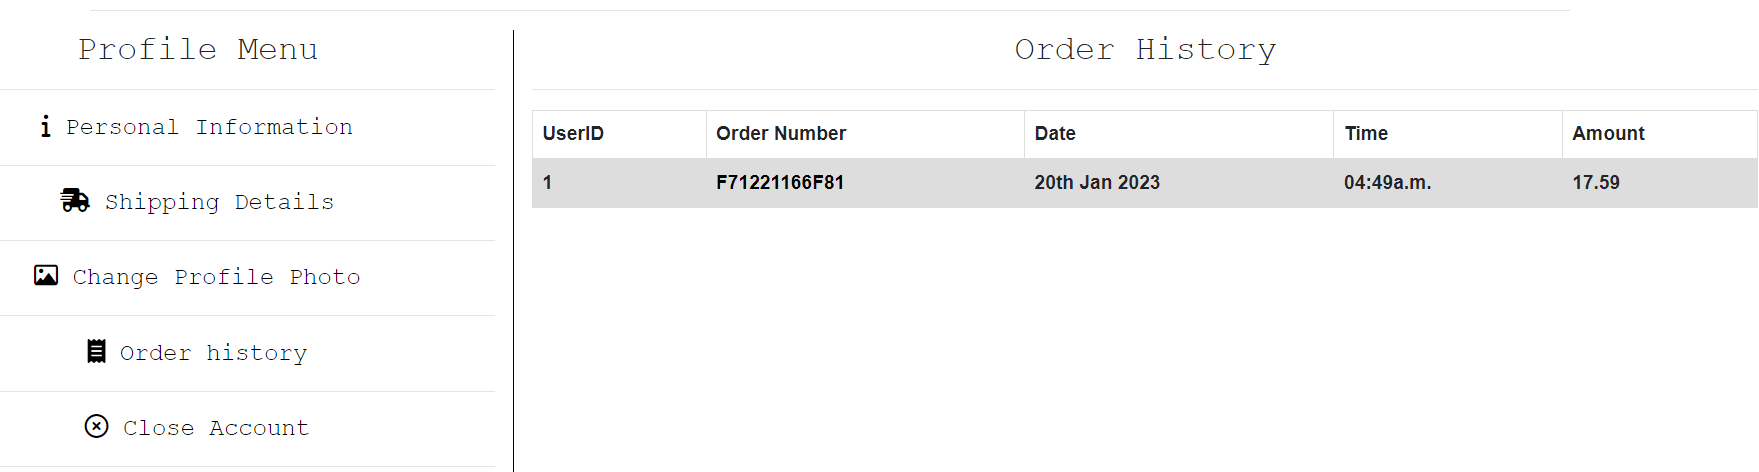 Profile Menu
Personal Information
Shipping Details
Change Profile Photo
Order history
Close Account
Order History
UserID Order Number Date Time Amount
1 F71221166F81 20th Jan 2023 04:49a.m. 17.59